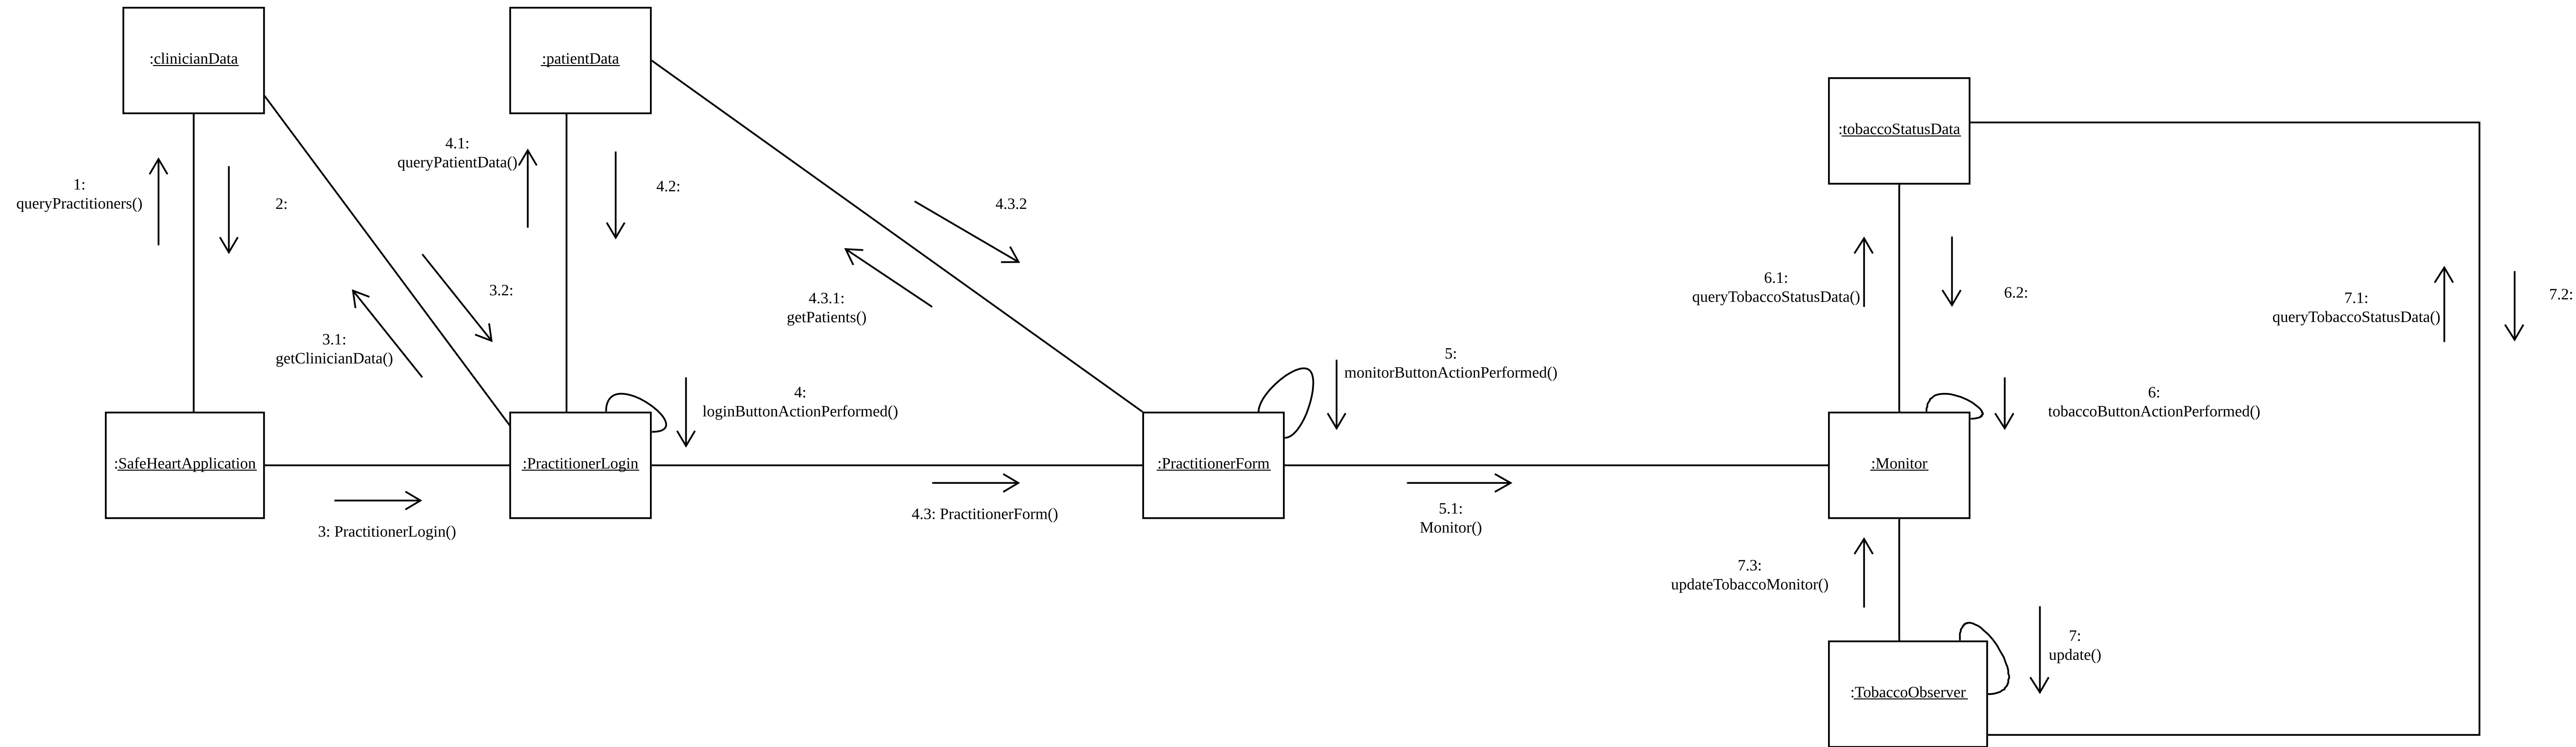 :clinicianData
:patientData
:tobaccoStatusData
4.1:
queryPatientData()
4.2:
1:
queryPractitioners()
2:
4.3.2
3.2:
4.3.1:
getPatients()
6.1:
queryTobaccoStatusData()
6.2:
7.1:
queryTobaccoStatusData()
7.2:
3.1:
getClinicianData()
5:
monitorButtonActionPerformed()
4:
loginButtonActionPerformed()
6:
tobaccoButtonActionPerformed()
:SafeHeartApplication
:PractitionerLogin
:PractitionerForm
:Monitor
3: PractitionerLogin()
4.3: PractitionerForm()
5.1:
Monitor()
7.3:
updateTobaccoMonitor()
7:
update()
:TobaccoObserver